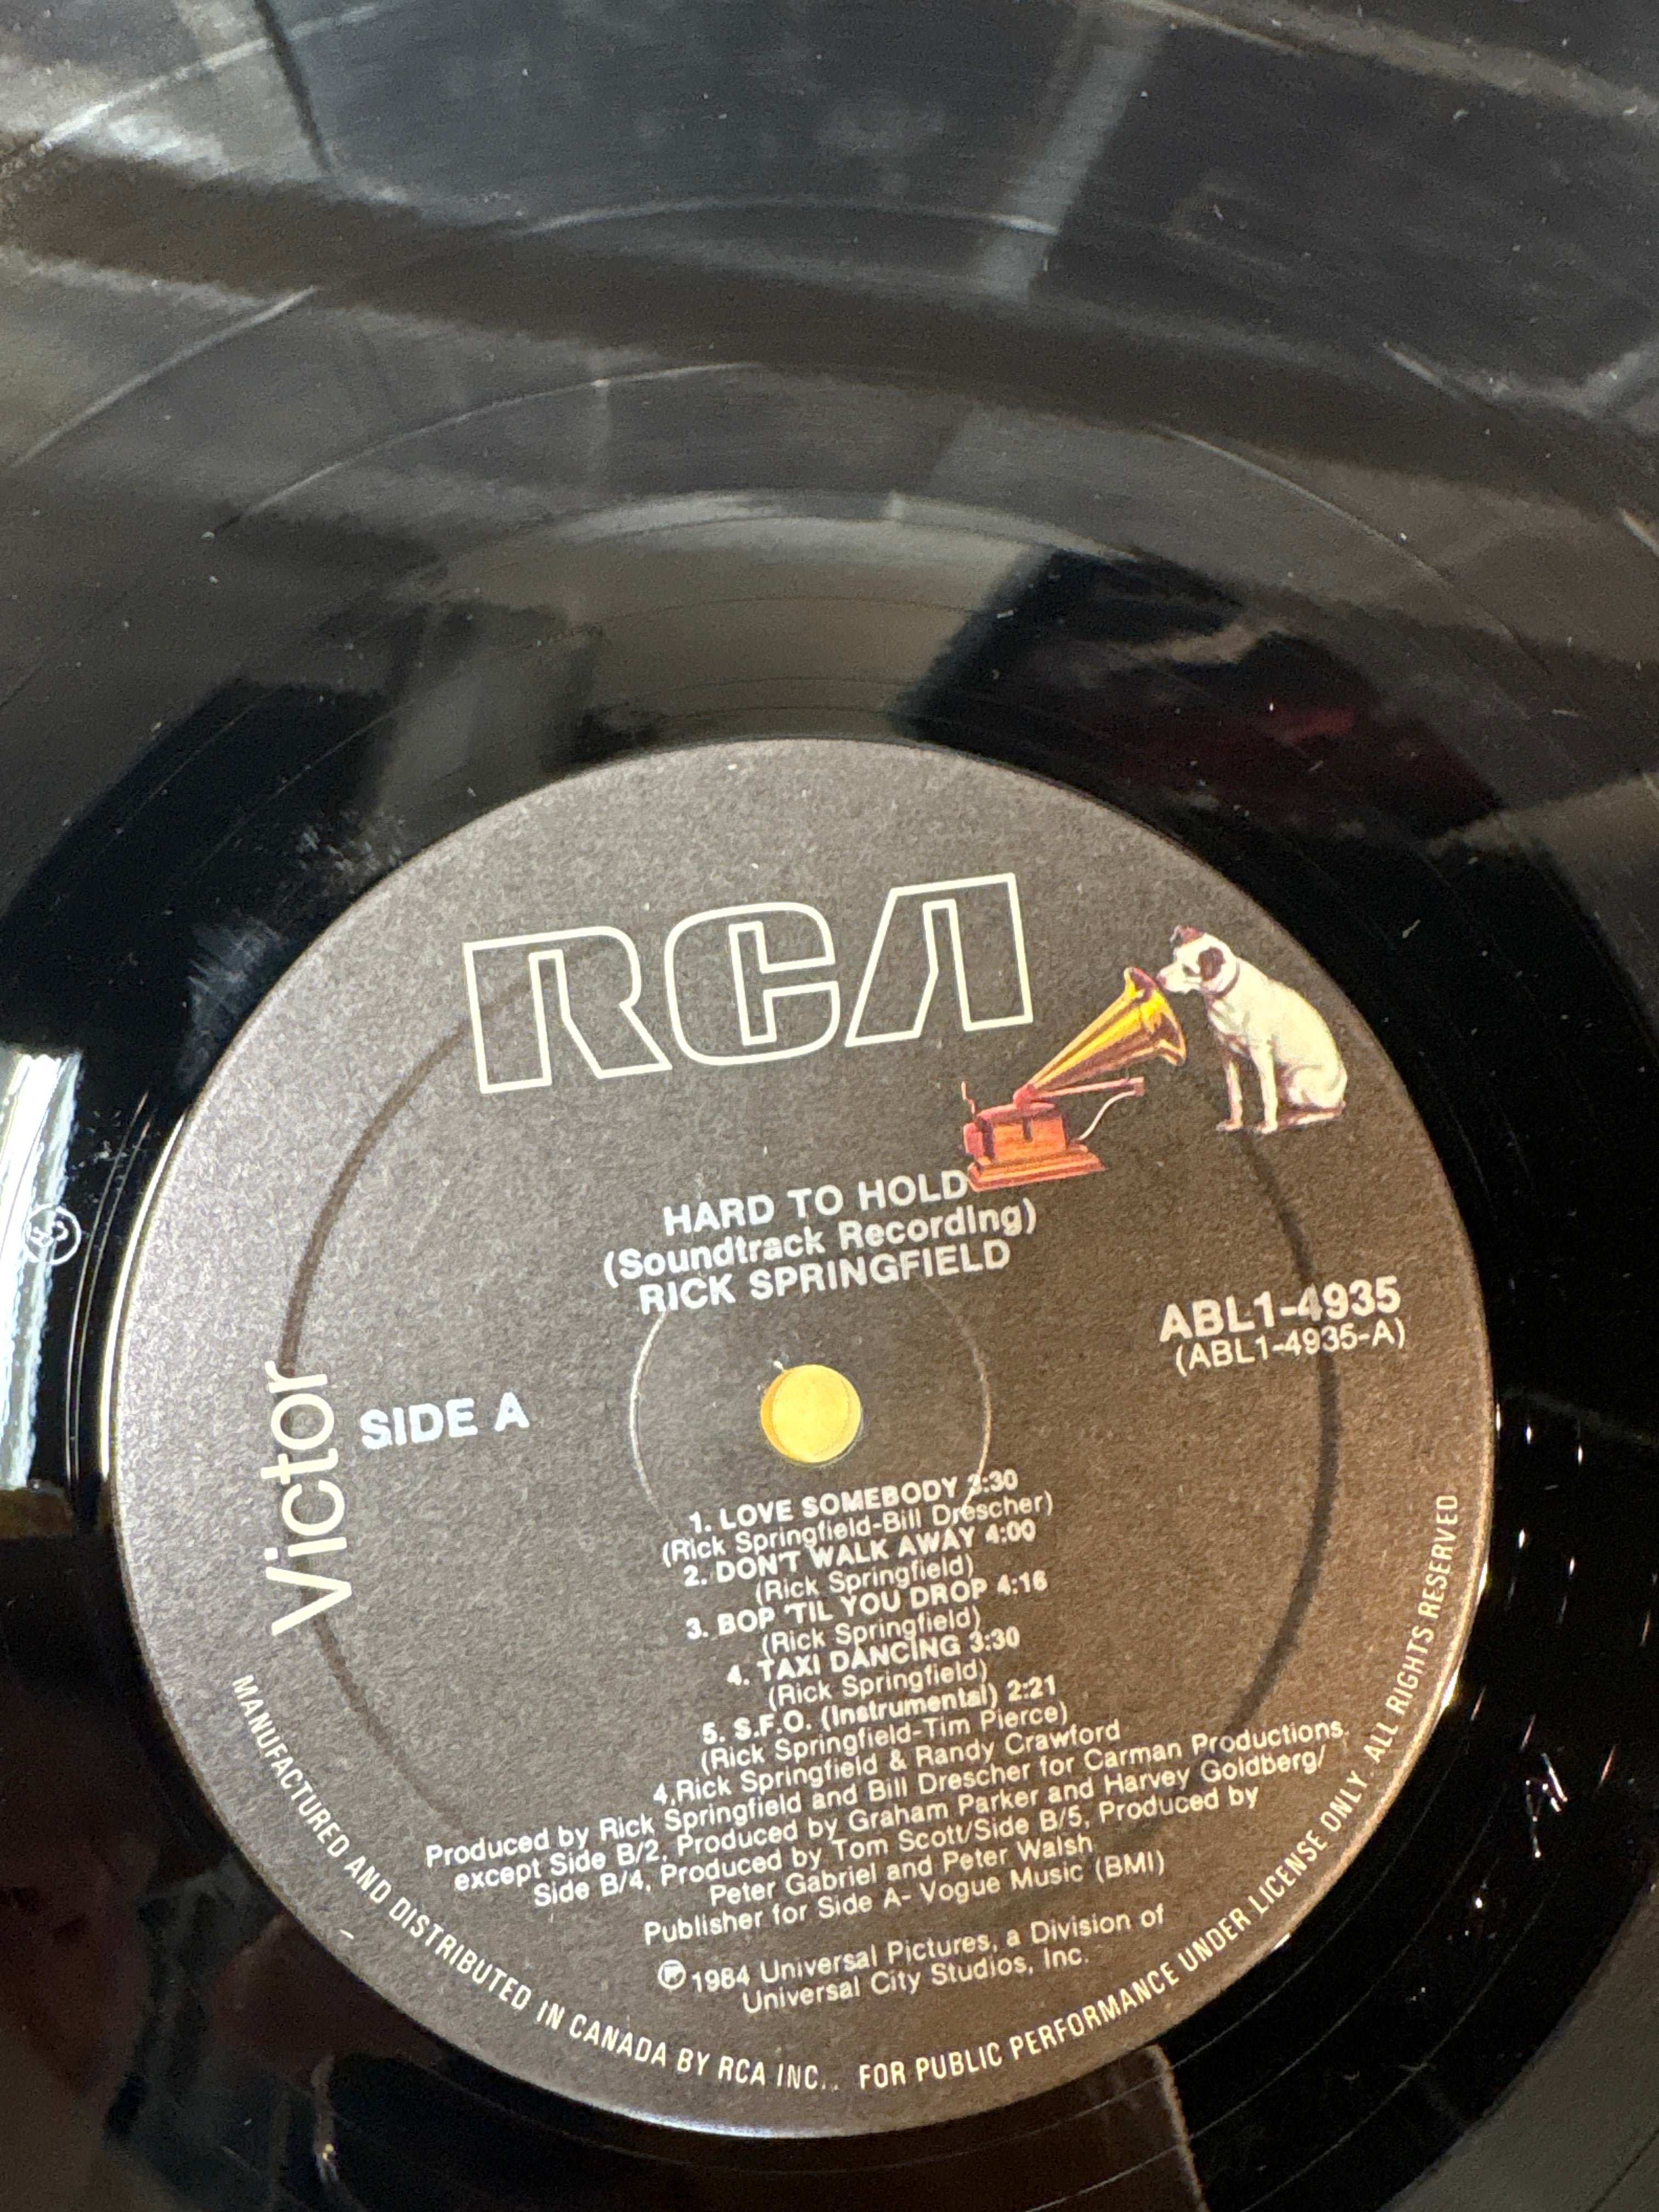 RCA
HARD TO HOLD
(Soundtrack Recording)
RICK SPRINGFIELD
ABL1-4935
(ABL1-4935-A)
Victor
SIDE A
1. LOVE SOMEBODY 3:30
(Rick Springfield-Bill Drescher)
2. DON'T WALK AWAY 4:00
(Rick Springfield)
3. BOP 'TIL YOU DROP 4:16
(Rick Springfield)
4. TAXI DANCING 3:30
(Rick Springfield)
5. S.F.O. (Instrumental) 2:21
(Rick Springfield-Tim Pierce)
4,Rick Springfield & Randy Crawford
Produced by Rick Springfield and Bill Drescher for Carman Productions.
except Side B/2, Produced by Graham Parker and Harvey Goldberg/
Side B/4, Produced by Tom Scott/Side B/5, Produced by
Peter Gabriel and Peter Walsh
Publisher for Side A- Vogue Music (BMI)
℗1984 Universal Pictures, a Division of
Universal City Studios, Inc.
MANUFACTURED AND DISTRIBUTED IN CANADA BY RCA INC.. FOR PUBLIC PERFORMANCE UNDER LICENSE ONLY. ALL RIGHTS RESERVED